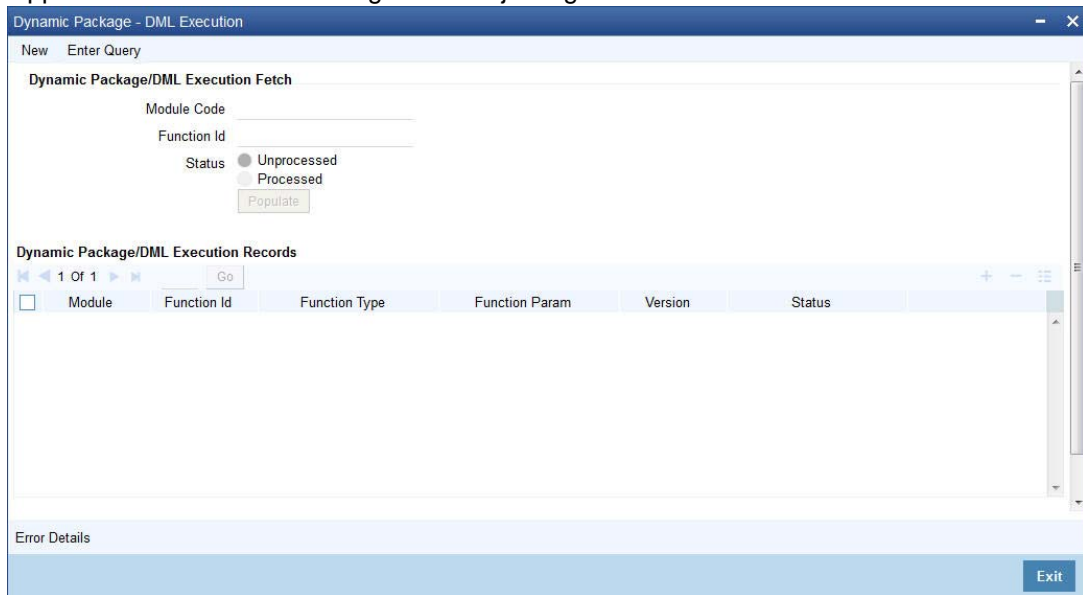 Dynamic Package - DML Execution
New Enter Query
Dynamic Package/DML Execution Fetch
Module Code
Function Id
Status Unprocessed
Processed
Populate
Dynamic Package/DML Execution Records
1 Of 1 Go
Module Function Id Function Type Function Param Version Status
Error Details
Exit